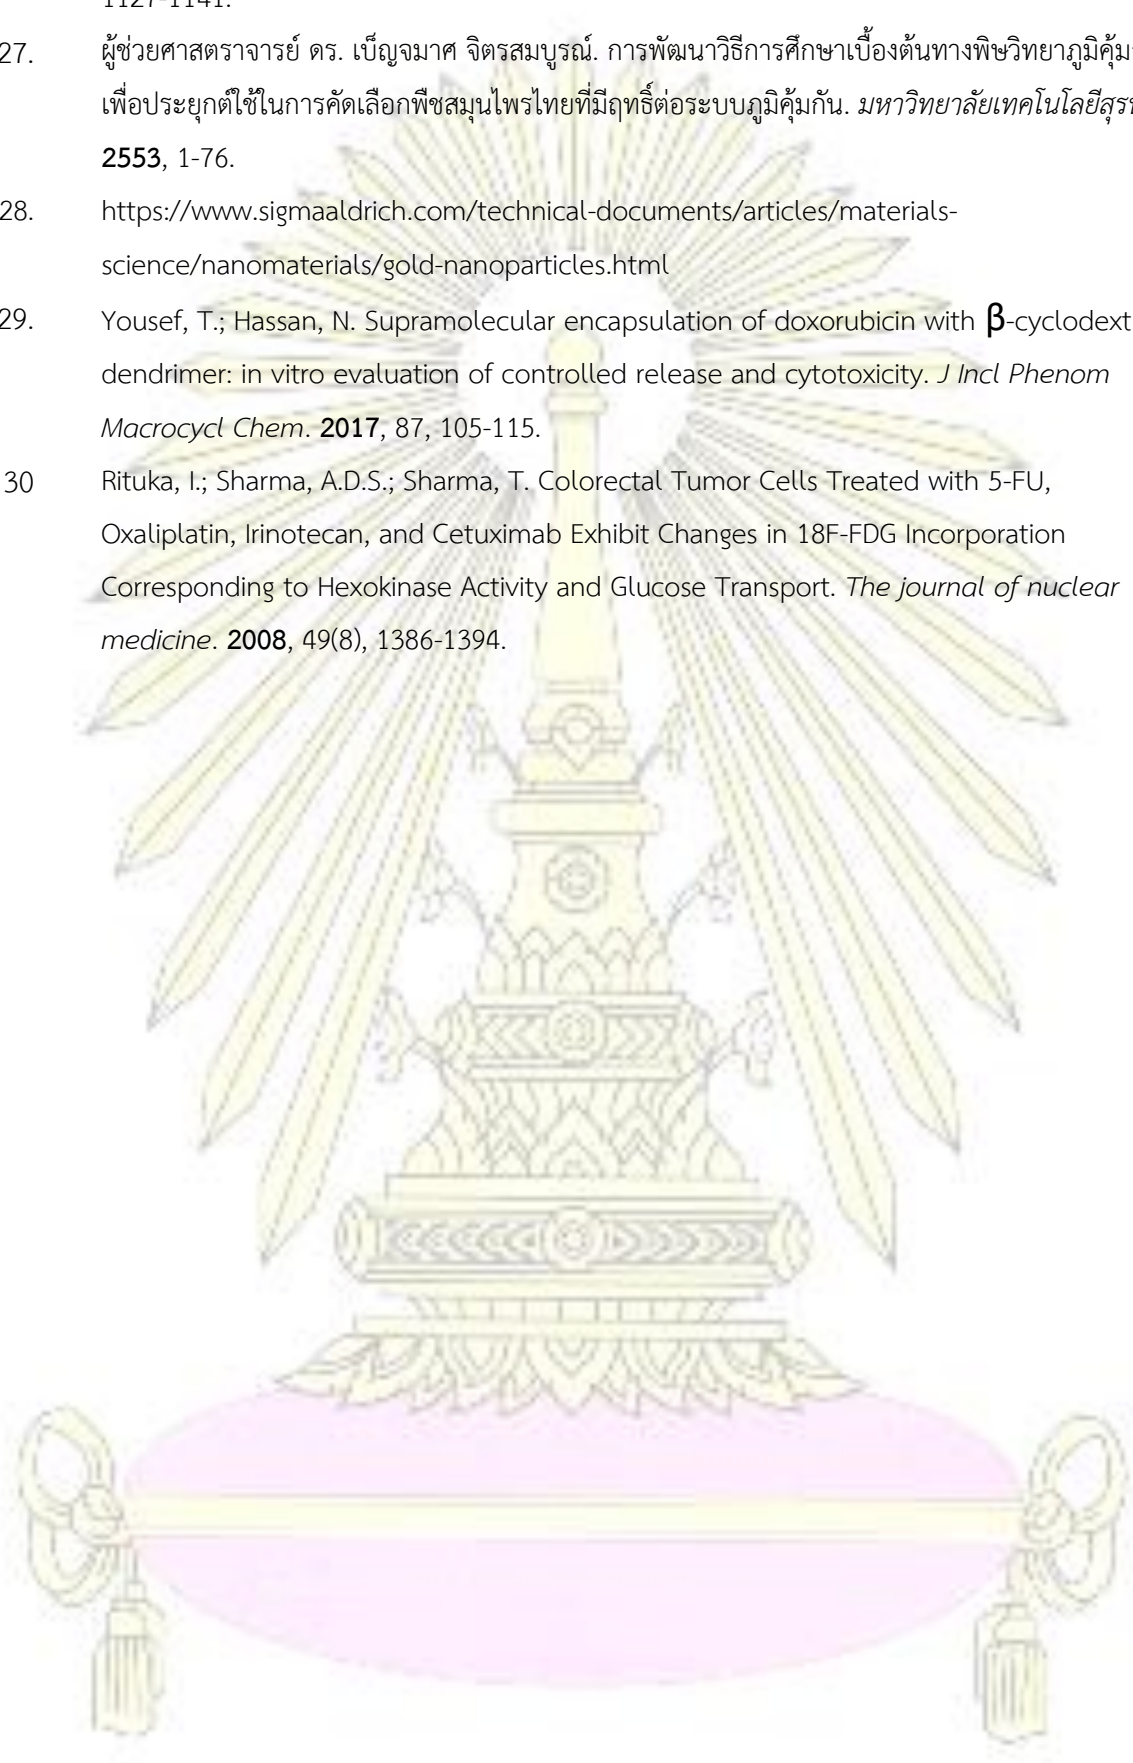 1127-1141.
27. ผู้ช่วยศาสตราจารย์ ดร. เบ็ญจมาศ จิตรสมบูรณ์. การพัฒนาวิธีการศึกษาเบื้องต้นทางพิษวิทยาภูมิคุ้ม
เพื่อประยุกต์ใช้ในการคัดเลือกพืชสมุนไพรไทยที่มีฤทธิ์ต่อระบบภูมิคุ้มกัน. มหาวิทยาลัยเทคโนโลยีสุร
2553, 1-76.
28. https://www.sigmaaldrich.com/technical-documents/articles/materials-
science/nanomaterials/gold-nanoparticles.html
29. Yousef, T.; Hassan, N. Supramolecular encapsulation of doxorubicin with β-cyclodext
dendrimer: in vitro evaluation of controlled release and cytotoxicity. J Incl Phenom
Macrocycl Chem. 2017, 87, 105-115.
30 Rituka, I.; Sharma, A.D.S.; Sharma, T. Colorectal Tumor Cells Treated with 5-FU,
Oxaliplatin, Irinotecan, and Cetuximab Exhibit Changes in 18F-FDG Incorporation
Corresponding to Hexokinase Activity and Glucose Transport. The journal of nuclear
medicine. 2008, 49(8), 1386-1394.